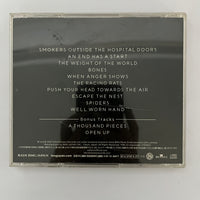 SMOKERS OUTSIDE THE HOSPITAL DOORS
AN END HAS A START
THE WEIGHT OF THE WORLD
BONES
WHEN ANGER SHOWS
THE RACING RATS
PUSH YOUR HEAD TOWARDS THE AIR
ESCAPE THE NEST
SPIDERS
WELL WORN HAND
Bonus Tracks
A THOUSAND PIECES
OPEN UP